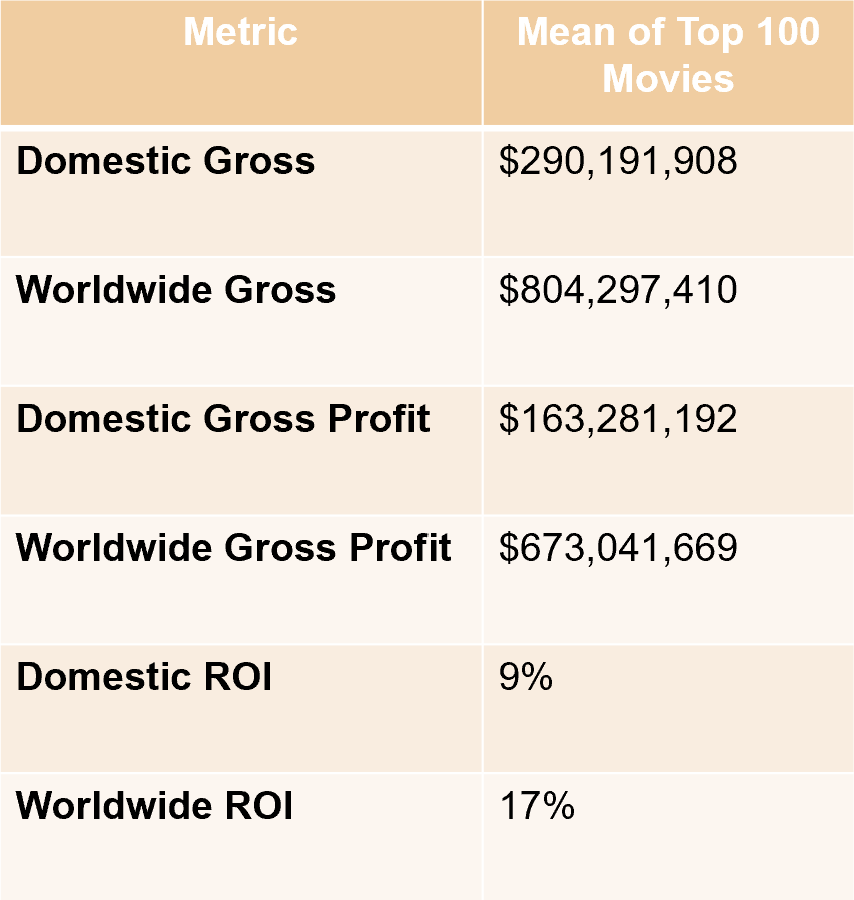 Metric
Mean of Top 100
Movies
Domestic Gross
$290,191,908
Worldwide Gross
$804,297,410
Domestic Gross Profit
$163,281,192
Worldwide Gross Profit
$673,041,669
Domestic ROI
9%
Worldwide ROI
17%